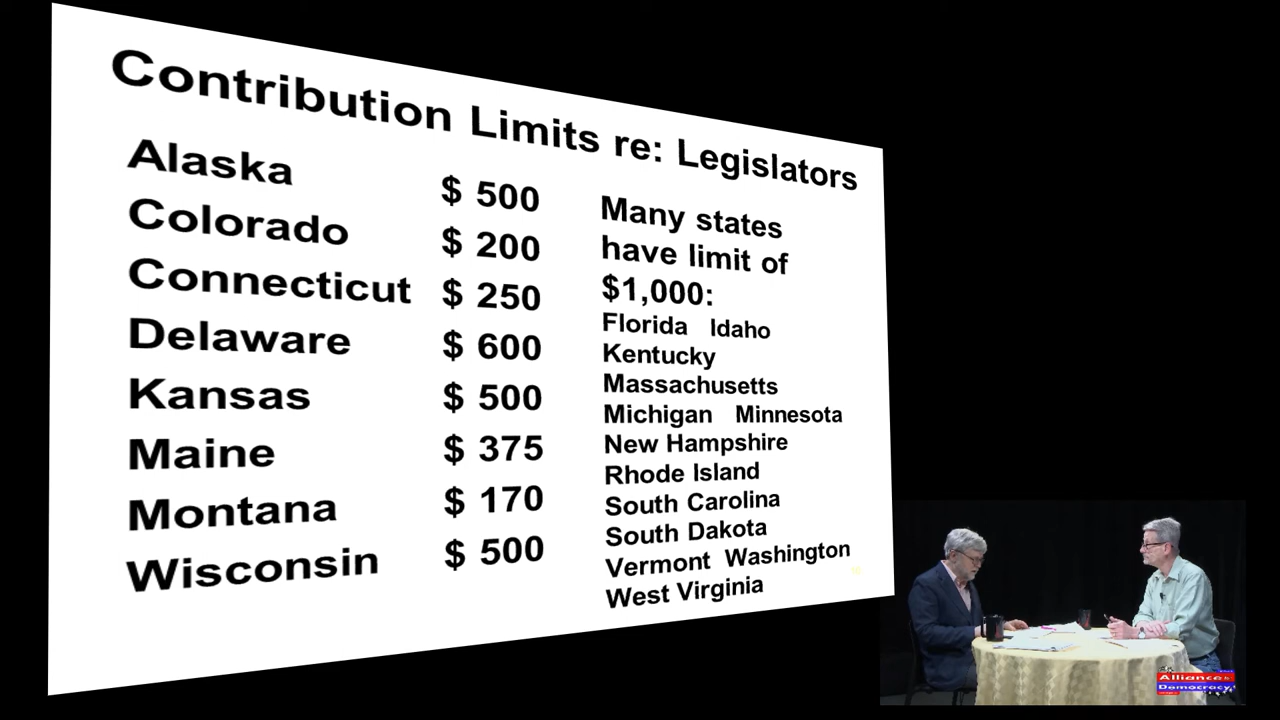 Contribution Limits re: Legislators
Alaska $ 500
Colorado $ 200
Connecticut $ 250
Delaware $ 600
Kansas $ 500
Maine $ 375
Montana $ 170
Wisconsin $ 500
Many states
have limit of
$1,000:
Florida Idaho
Kentucky
Massachusetts
Michigan Minnesota
New Hampshire
Rhode Island
South Carolina
South Dakota
Vermont Washington
West Virginia
Alliance
Democracy